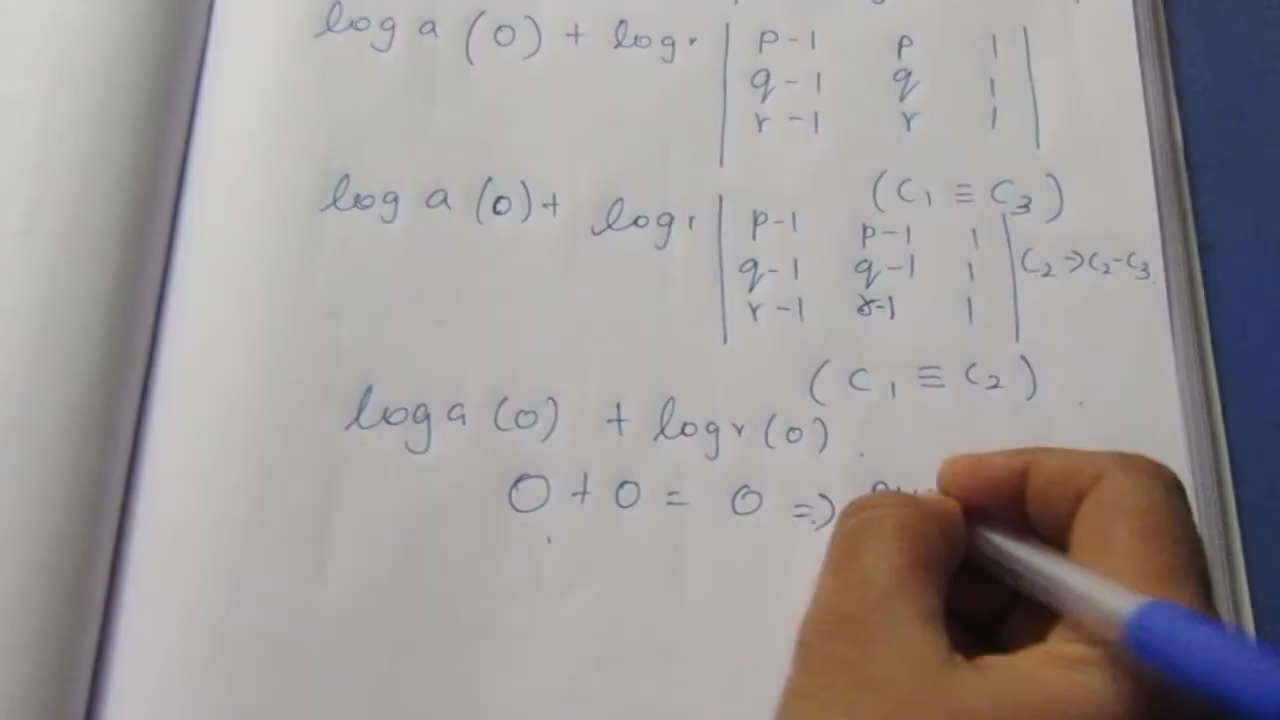 log a (0) + log r | p-1 p 1 |
| q-1 q 1 |
| r-1 r 1 |
(C₁ ≡ C₃)
log a (0) + log r | p-1 p-1 1 |
| q-1 q-1 1 | C₂ → C₂-C₃
| r-1 r-1 1 |
(C₁ ≡ C₂)
log a (0) + log r (0)
0 + 0 = 0 =>